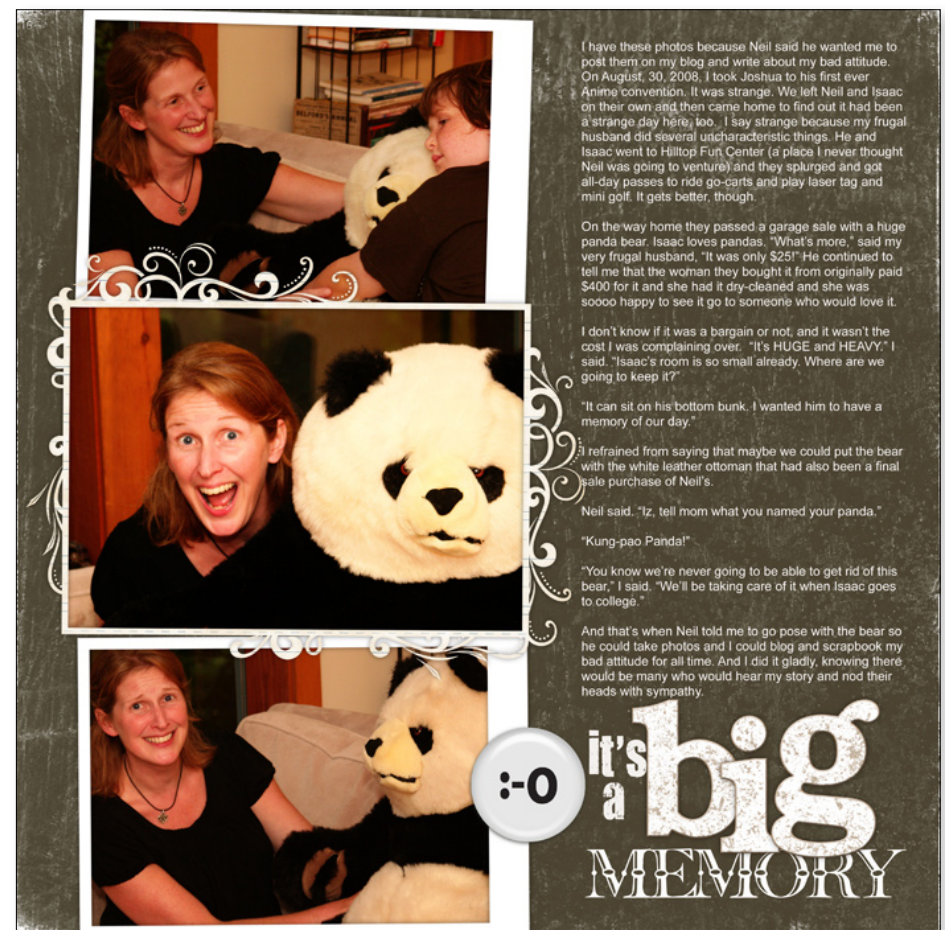 I have these photos because Neil said he wanted me to
post them on my blog and write about my bad attitude.
On August, 30, 2008, I took Joshua to his first ever
Anime convention. It was strange. We left Neil and Isaac
on their own and then came home to find out it had been
a strange day here, too. I say strange because my frugal
husband did several uncharacteristic things. He and
Isaac went to Hilltop Fun Center (a place I never thought
Neil was going to venture) and they splurged and got
all-day passes to ride go-carts and play laser tag and
mini golf. It gets better, though.
On the way home they passed a garage sale with a huge
panda bear. Isaac loves pandas. “What’s more,” said my
very frugal husband, “It was only $25!” He continued to
tell me that the woman they bought it from originally paid
$400 for it and she had it dry-cleaned and she was
soooo happy to see it go to someone who would love it.
I don’t know if it was a bargain or not, and it wasn’t the
cost I was complaining over. “It’s HUGE and HEAVY.” I
said. “Isaac’s room is so small already. Where are we
going to keep it?”
“It can sit on his bottom bunk. I wanted him to have a
memory of our day.”
I refrained from saying that maybe we could put the bear
with the white leather ottoman that had also been a final
sale purchase of Neil’s.
Neil said. “Iz, tell mom what you named your panda.”
“Kung-pao Panda!”
“You know we’re never going to be able to get rid of this
bear,” I said. “We’ll be taking care of it when Isaac goes
to college.”
And that’s when Neil told me to go pose with the bear so
he could take photos and I could blog and scrapbook my
bad attitude for all time. And I did it gladly, knowing there
would be many who would hear my story and nod their
heads with sympathy.
:-O
it’s
a
big
MEMORY